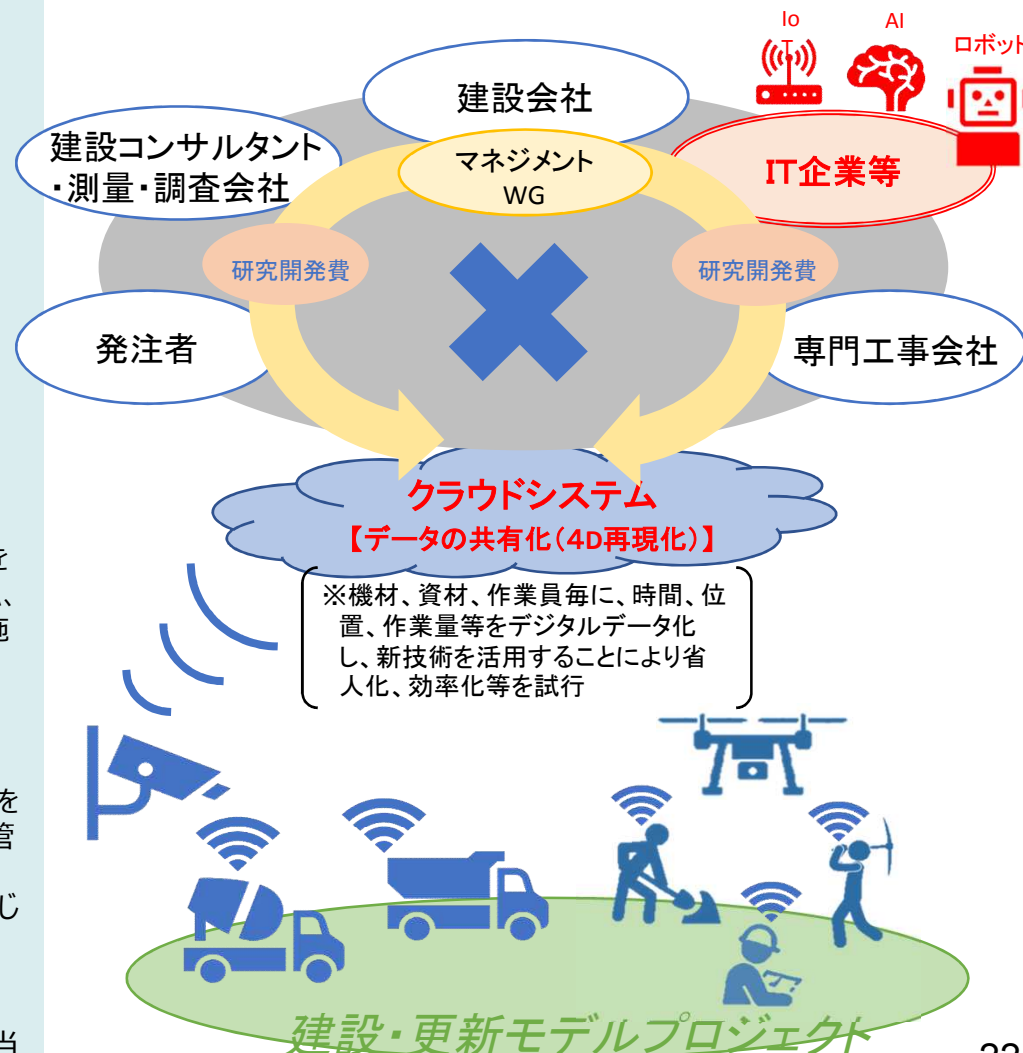 Io
T
AI
ロボット
建設会社
建設コンサルタント
・測量・調査会社
マネジメント
WG
IT企業等
研究開発費
研究開発費
発注者
専門工事会社
クラウドシステム
【データの共有化(4D再現化)】
※機材、資材、作業員毎に、時間、位
置、作業量等をデジタルデータ化
し、新技術を活用することにより省
人化、効率化等を試行
を
施
を
管
じ
当
建設・更新モデルプロジェクト